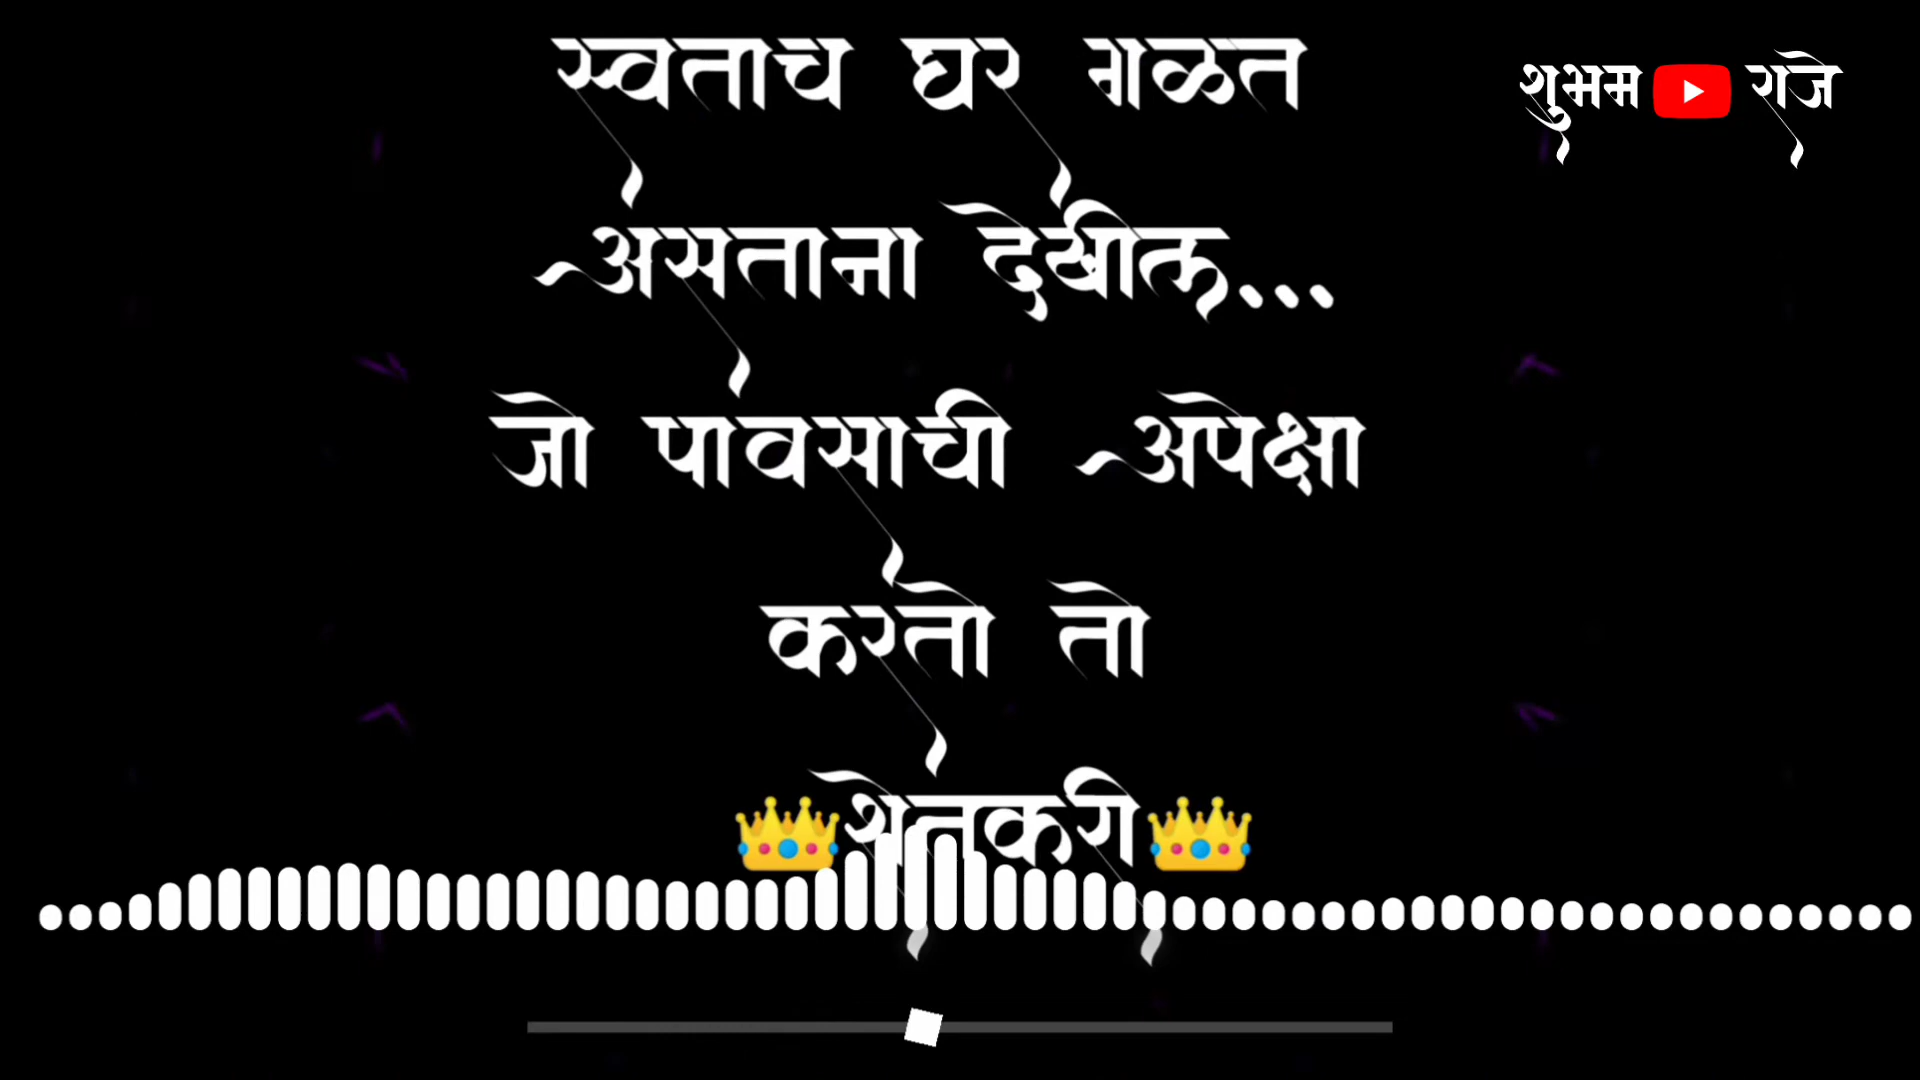 स्वताच घर गळत
शुभम राजे
असताना देखील...
जो पावसाची अपेक्षा
करतो तो
👑शेतकरी👑